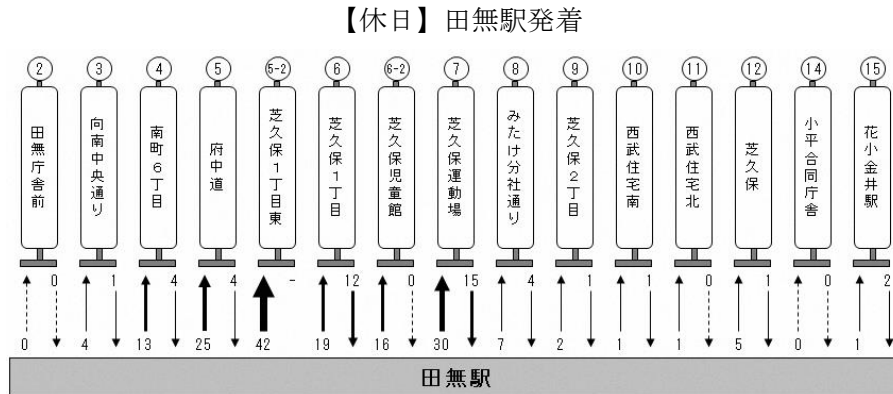 【休日】田無駅発着
② ③ ④ ⑤ 5-2 ⑥ 6-2 ⑦ ⑧ ⑨ ⑩ ⑪ ⑫ ⑭ ⑮
田無庁舎前
向南中央通り
南町6丁目
府中道
芝久保1丁目東
芝久保1丁目
芝久保児童館
芝久保運動場
みたけ分社通り
芝久保2丁目
西武住宅南
西武住宅北
芝久保
小平合同庁舎
花小金井駅
0 1 4 4 - 12 0 15 4 1 1 0 1 0 2
0 4 13 25 42 19 16 30 7 2 1 1 5 0 1
田無駅